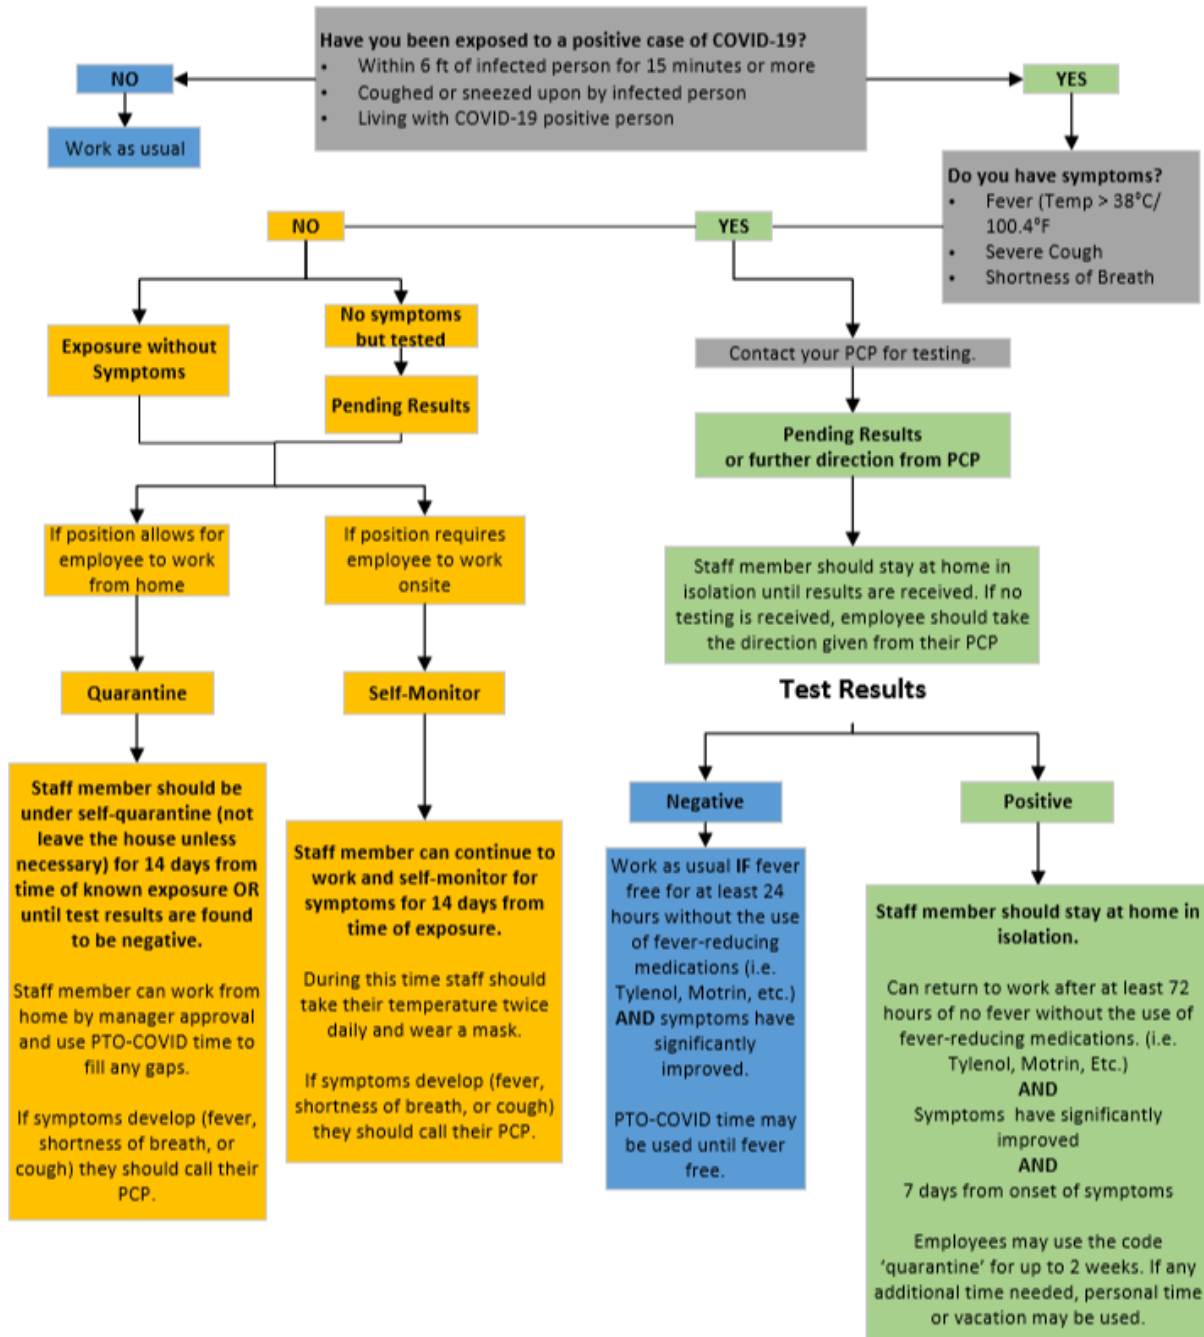 Have you been exposed to a positive case of COVID-19?
• Within 6 ft of infected person for 15 minutes or more
• Coughed or sneezed upon by infected person
• Living with COVID-19 positive person
NO
YES
Work as usual
Do you have symptoms?
• Fever (Temp > 38°C/
100.4°F
• Severe Cough
• Shortness of Breath
NO
YES
Exposure without
Symptoms
No symptoms
but tested
Pending Results
Contact your PCP for testing.
Pending Results
or further direction from PCP
If position allows for
employee to work
from home
If position requires
employee to work
onsite
Staff member should stay at home in
isolation until results are received. If no
testing is received, employee should take
the direction given from their PCP
Quarantine
Self-Monitor
Test Results
Staff member should be
under self-quarantine (not
leave the house unless
necessary) for 14 days from
time of known exposure OR
until test results are found
to be negative.
Staff member can work from
home by manager approval
and use PTO-COVID time to
fill any gaps.
If symptoms develop (fever,
shortness of breath, or
cough) they should call their
PCP.
Staff member can continue to
work and self-monitor for
symptoms for 14 days from
time of exposure.
During this time staff should
take their temperature twice
daily and wear a mask.
If symptoms develop (fever,
shortness of breath, or cough)
they should call their PCP.
Negative
Positive
Work as usual IF fever
free for at least 24
hours without the use
of fever-reducing
medications (i.e.
Tylenol, Motrin, etc.)
AND symptoms have
significantly
improved.
PTO-COVID time may
be used until fever
free.
Staff member should stay at home in
isolation.
Can return to work after at least 72
hours of no fever without the use of
fever-reducing medications. (i.e.
Tylenol, Motrin, Etc.)
AND
Symptoms have significantly
improved
AND
7 days from onset of symptoms
Employees may use the code
‘quarantine’ for up to 2 weeks. If any
additional time needed, personal time
or vacation may be used.